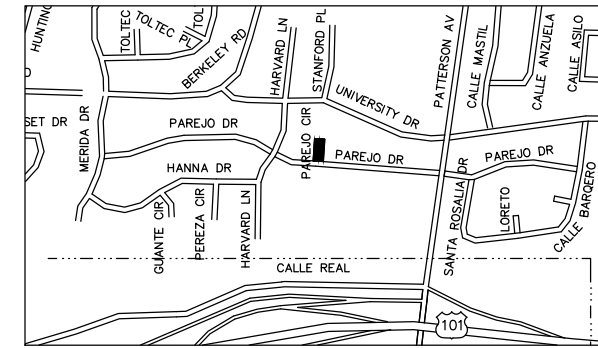 HUNTING
TOLTEC
TOLTEC PL
TOL
BERKELEY RD
HARVARD LN
STANFORD PL
PATTERSON AV
CALLE MASTIL
CALLE ANZUELA
CALLE ASILO
D
SET DR
MERIDA DR
PAREJO DR
PAREJO CIR
UNIVERSITY DR
HANNA DR
PAREJO DR
PAREJO DR
GUANTE CIR
PEREZA CIR
HARVARD LN
SANTA ROSALIA DR
LORETO
CALLE BARQERO
CALLE REAL
101